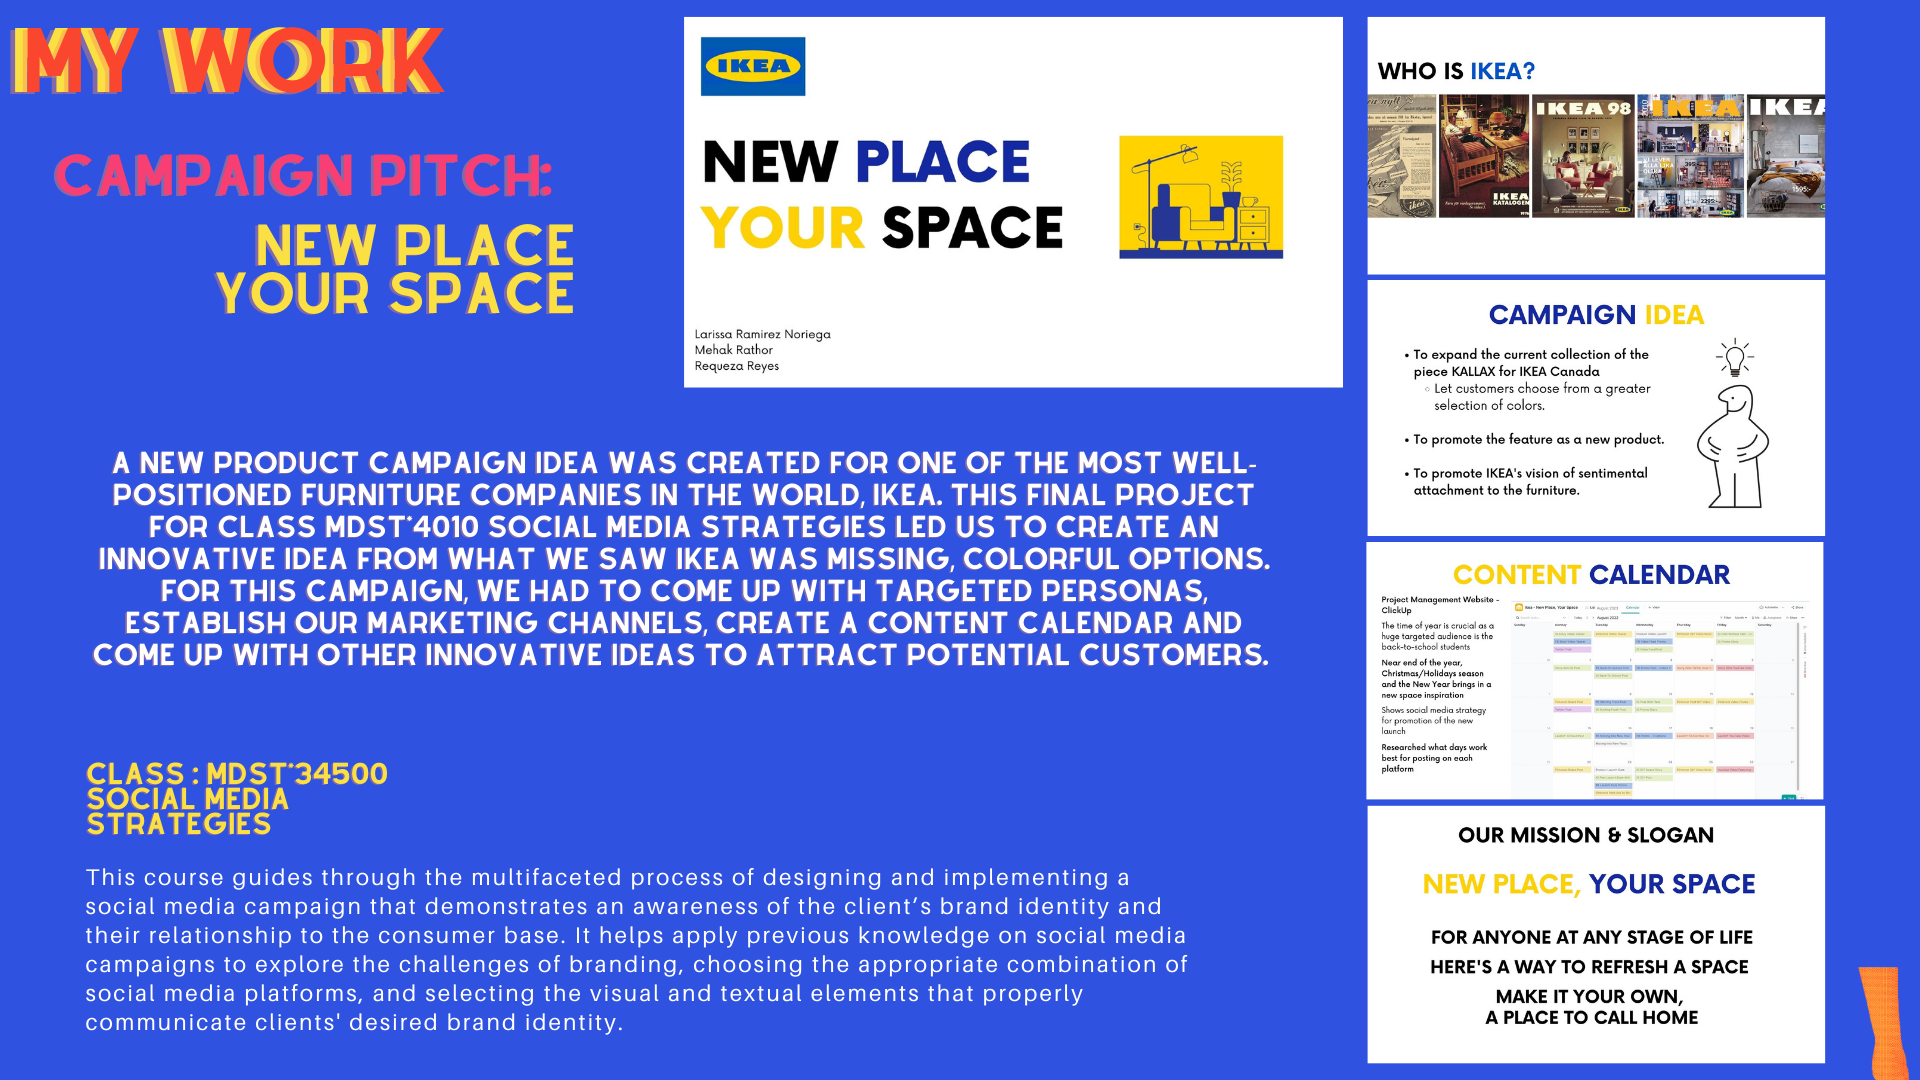 MY WORK
CAMPAIGN PITCH:
NEW PLACE
YOUR SPACE
IKEA
NEW PLACE
YOUR SPACE
Larissa Ramirez Noriega
Mehak Rathor
Requeza Reyes
A NEW PRODUCT CAMPAIGN IDEA WAS CREATED FOR ONE OF THE MOST WELL-
POSITIONED FURNITURE COMPANIES IN THE WORLD, IKEA. THIS FINAL PROJECT
FOR CLASS MDST*4010 SOCIAL MEDIA STRATEGIES LED US TO CREATE AN
INNOVATIVE IDEA FROM WHAT WE SAW IKEA WAS MISSING, COLORFUL OPTIONS.
FOR THIS CAMPAIGN, WE HAD TO COME UP WITH TARGETED PERSONAS,
ESTABLISH OUR MARKETING CHANNELS, CREATE A CONTENT CALENDAR AND
COME UP WITH OTHER INNOVATIVE IDEAS TO ATTRACT POTENTIAL CUSTOMERS.
CLASS : MDST*34500
SOCIAL MEDIA
STRATEGIES
This course guides through the multifaceted process of designing and implementing a
social media campaign that demonstrates an awareness of the client’s brand identity and
their relationship to the consumer base. It helps apply previous knowledge on social media
campaigns to explore the challenges of branding, choosing the appropriate combination of
social media platforms, and selecting the visual and textual elements that properly
communicate clients' desired brand identity.
WHO IS IKEA?
IKEA
KATALOGEN
IKEA 98
IKEA
2295:-
IKEA
1595:-
CAMPAIGN IDEA
• To expand the current collection of the
piece KALLAX for IKEA Canada
◦ Let customers choose from a greater
selection of colors.
• To promote the feature as a new product.
• To promote IKEA's vision of sentimental
attachment to the furniture.
CONTENT CALENDAR
Project Management Website -
ClickUp
The time of year is crucial as a
huge targeted audience is the
back-to-school students
Near end of the year,
Christmas/Holidays season
and the New Year brings in a
new space inspiration
Shows social media strategy
for promotion of the new
launch
Researched what days work
best for posting on each
platform
Ikea - New Place, Your Space
August 2023
OUR MISSION & SLOGAN
NEW PLACE, YOUR SPACE
FOR ANYONE AT ANY STAGE OF LIFE
HERE'S A WAY TO REFRESH A SPACE
MAKE IT YOUR OWN,
A PLACE TO CALL HOME